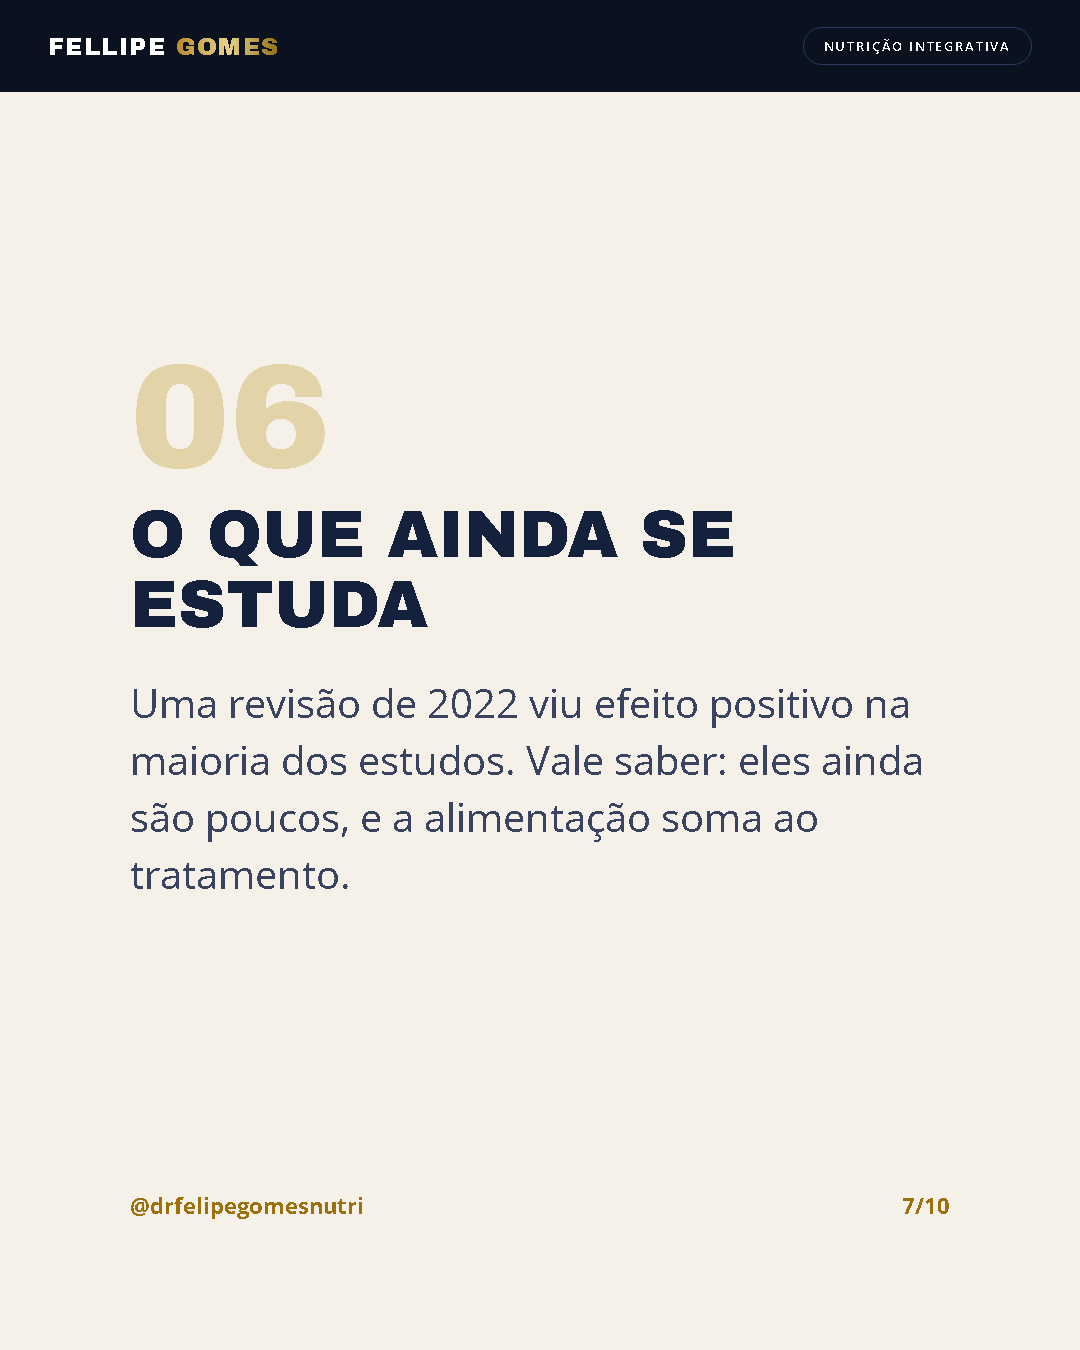 FELLIPE GOMES
NUTRIÇÃO INTEGRATIVA
06
O QUE AINDA SE
ESTUDA
Uma revisão de 2022 viu efeito positivo na
maioria dos estudos. Vale saber: eles ainda
são poucos, e a alimentação soma ao
tratamento.
@drfelipegomesnutri
7/10